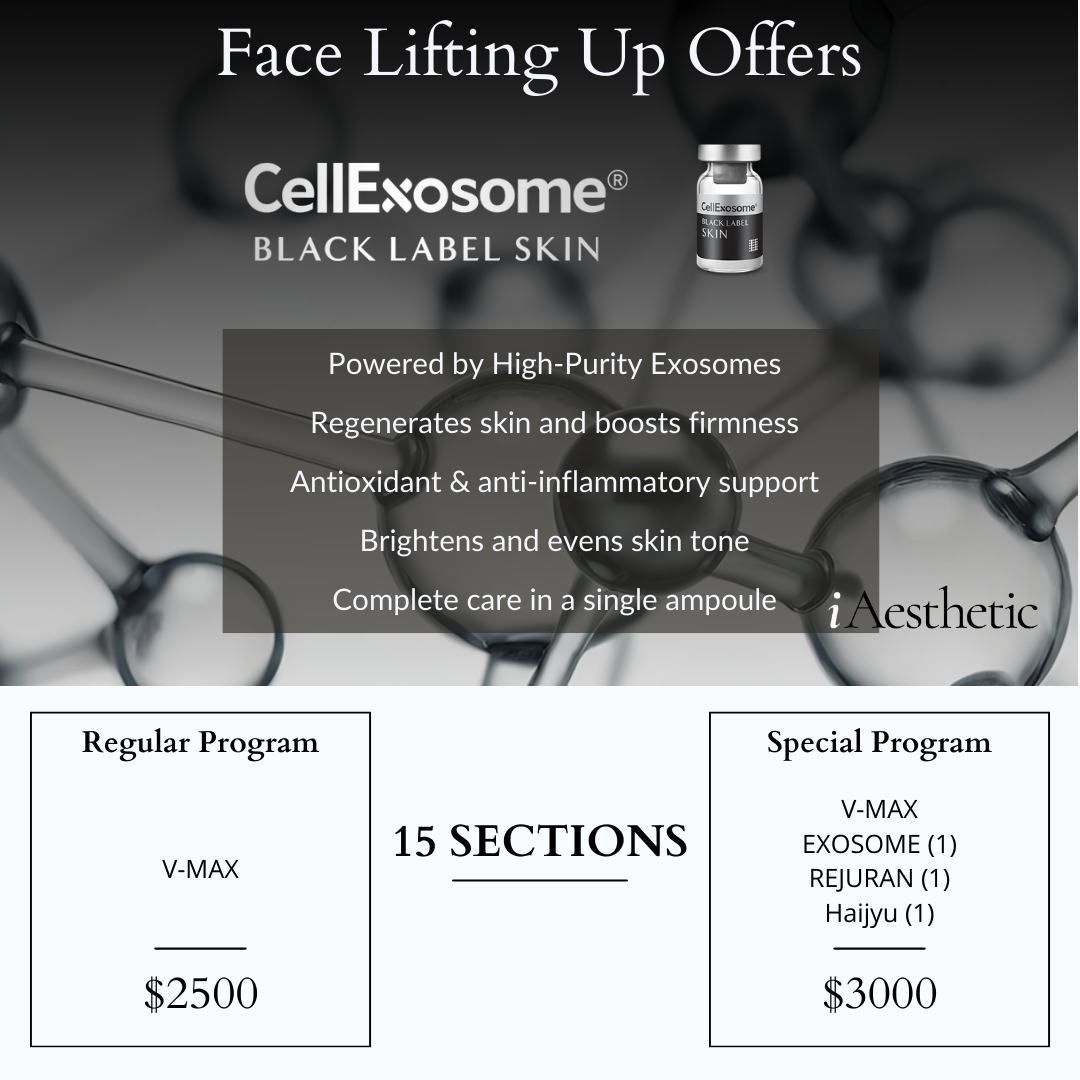 Face Lifting Up Offers
CellExosome®
BLACK LABEL SKIN
CellExosome®
BLACK LABEL
SKIN
Powered by High-Purity Exosomes
Regenerates skin and boosts firmness
Antioxidant & anti-inflammatory support
Brightens and evens skin tone
Complete care in a single ampoule
i Aesthetic
Regular Program
V-MAX
$2500
15 SECTIONS
Special Program
V-MAX
EXOSOME (1)
REJURAN (1)
Haijyu (1)
$3000